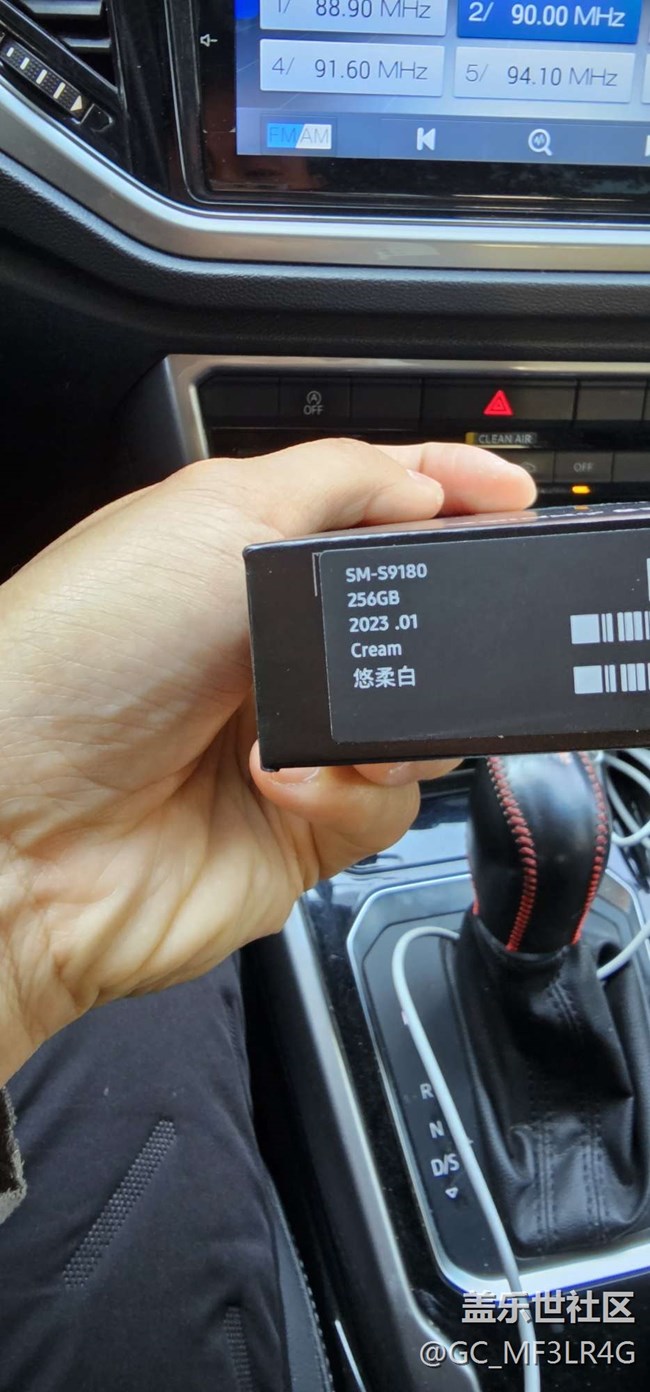 1/ 88.90 MHz
2/ 90.00 MHz
4/ 91.60 MHz
5/ 94.10 MHz
FM/AM
A
OFF
CLEAN AIR
OFF
SM-S9180
256GB
2023 .01
Cream
悠柔白
R
N
D/S
盖乐世社区
@GC_MF3LR4G